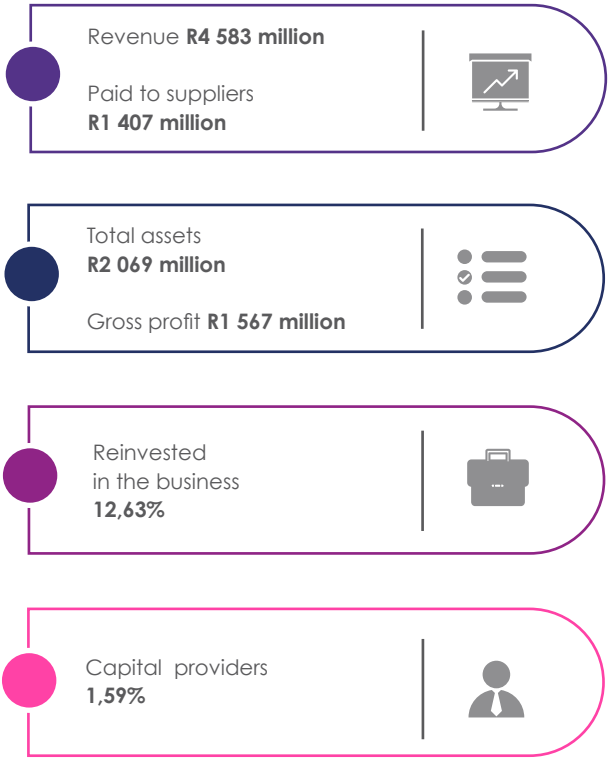 Revenue R4 583 million
Paid to suppliers
R1 407 million
Total assets
R2 069 million
Gross profit R1 567 million
Reinvested
in the business
12,63%
Capital providers
1,59%